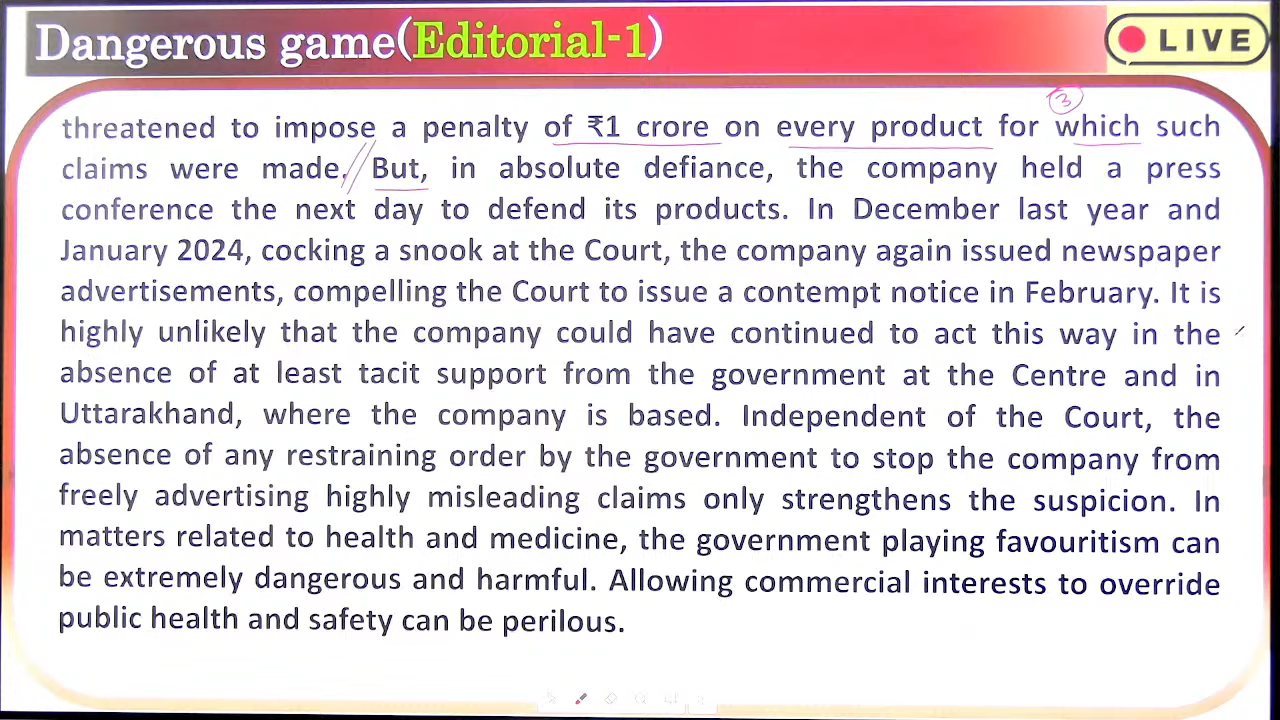 Dangerous game(Editorial-1)
LIVE
3
threatened to impose a penalty of ₹1 crore on every product for which such
claims were made. But, in absolute defiance, the company held a press
conference the next day to defend its products. In December last year and
January 2024, cocking a snook at the Court, the company again issued newspaper
advertisements, compelling the Court to issue a contempt notice in February. It is
highly unlikely that the company could have continued to act this way in the
absence of at least tacit support from the government at the Centre and in
Uttarakhand, where the company is based. Independent of the Court, the
absence of any restraining order by the government to stop the company from
freely advertising highly misleading claims only strengthens the suspicion. In
matters related to health and medicine, the government playing favouritism can
be extremely dangerous and harmful. Allowing commercial interests to override
public health and safety can be perilous.